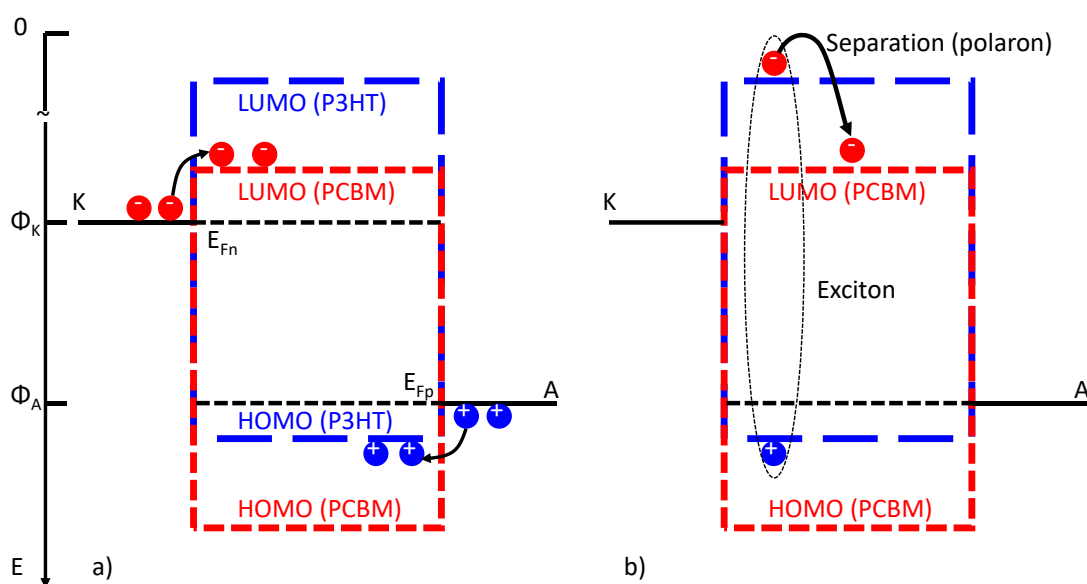 0
~
LUMO (P3HT)
LUMO (PCBM)
K
ΦK
EFn
EFp
A
ΦA
HOMO (P3HT)
HOMO (PCBM)
E
a)
- - - -
+ + + +
Separation (polaron)
-
-
LUMO (PCBM)
K
Exciton
A
+
HOMO (PCBM)
b)